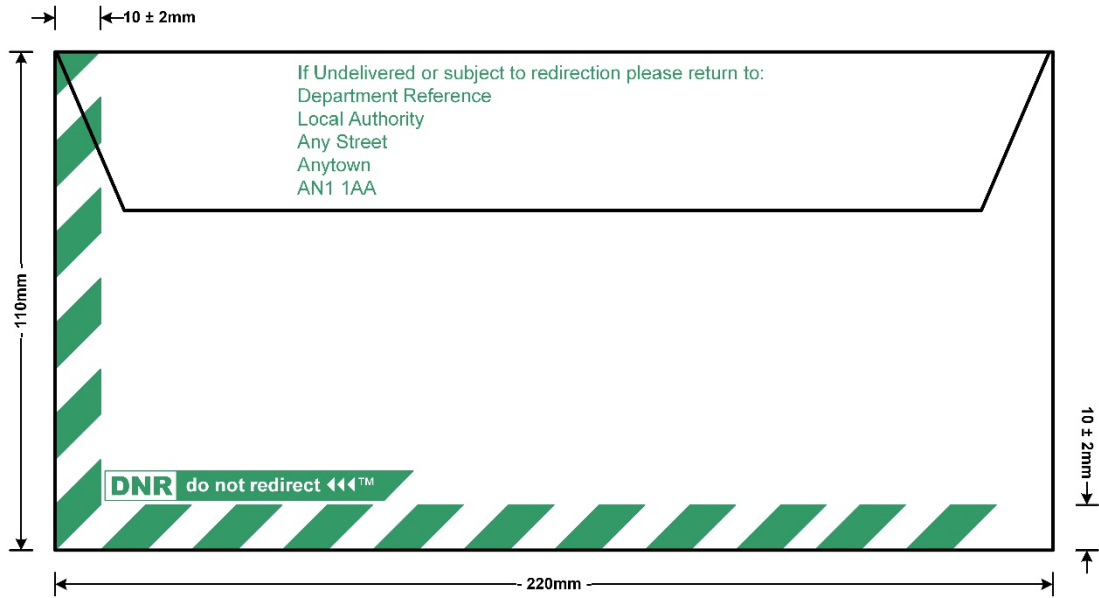 10 ± 2mm
If Undelivered or subject to redirection please return to:
Department Reference
Local Authority
Any Street
Anytown
AN1 1AA
- 110mm -
10 ± 2mm
DNR do not redirect ™
- 220mm -